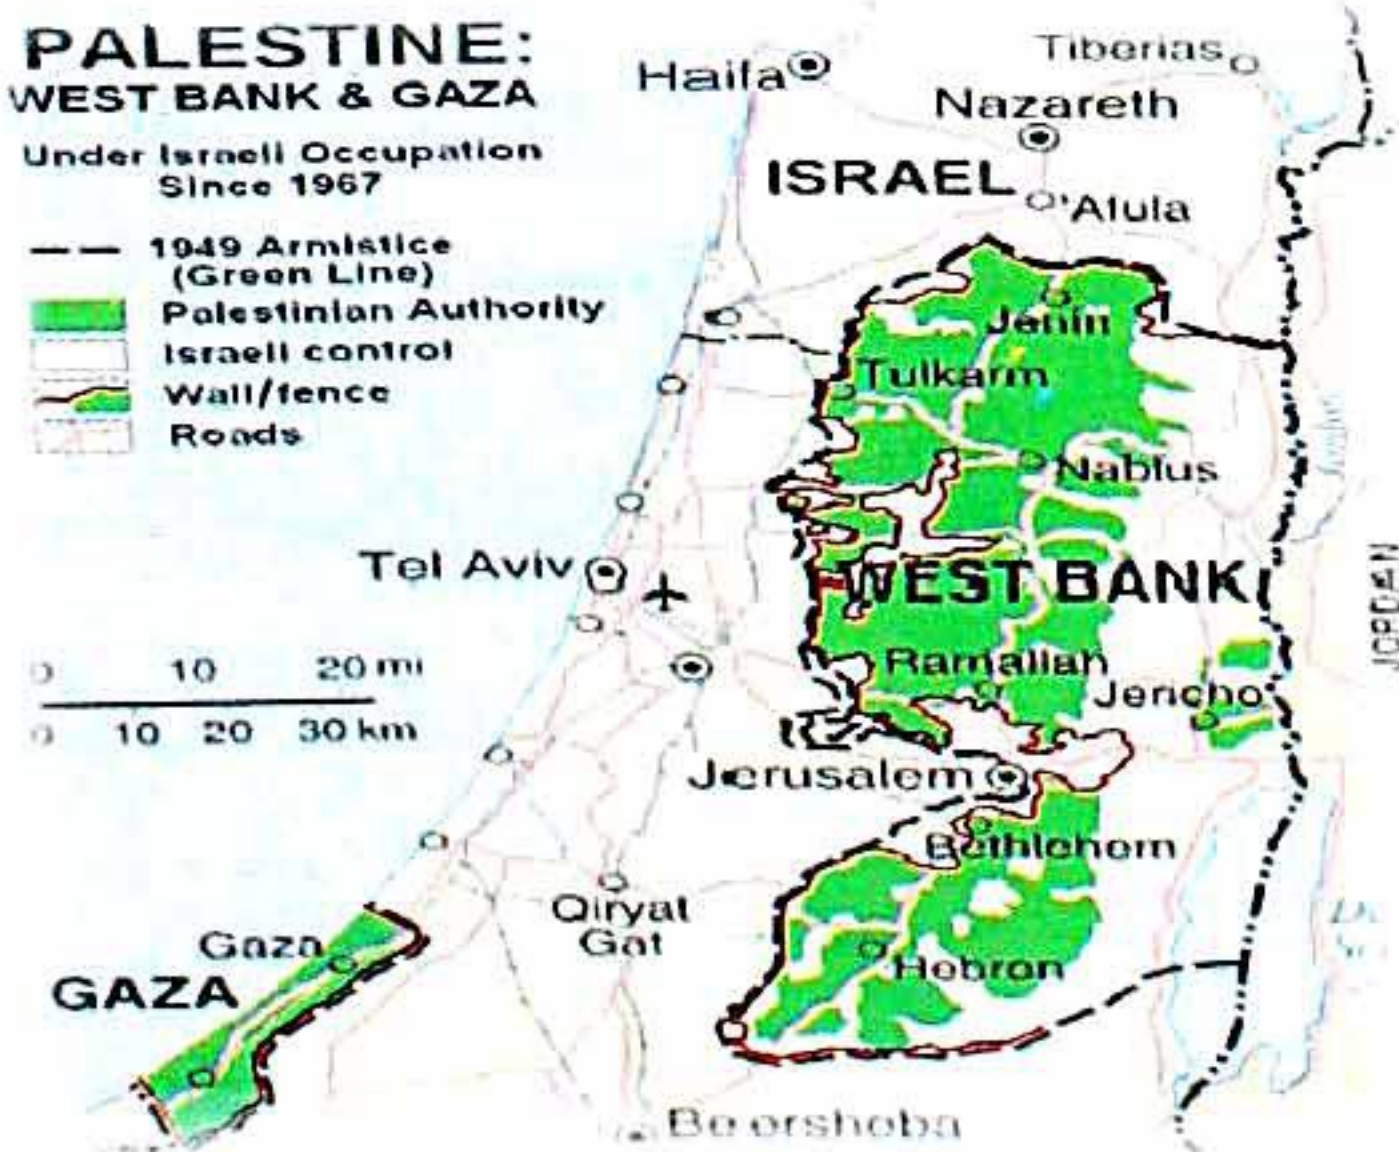 PALESTINE:
WEST BANK & GAZA
Under Israeli Occupation
Since 1967
1949 Armistice
(Green Line)
Palestinian Authority
Israeli control
Wall/fence
Roads
Haifa
Tiberias
Nazareth
ISRAEL
'Afula
Jenin
Tulkarm
Nablus
Tel Aviv
WEST BANK
JORDAN
Ramallah
Jericho
0 10 20 mi
0 10 20 30 km
Jerusalem
Bethlehem
Qiryat
Gat
Gaza
GAZA
Hebron
Beersheba